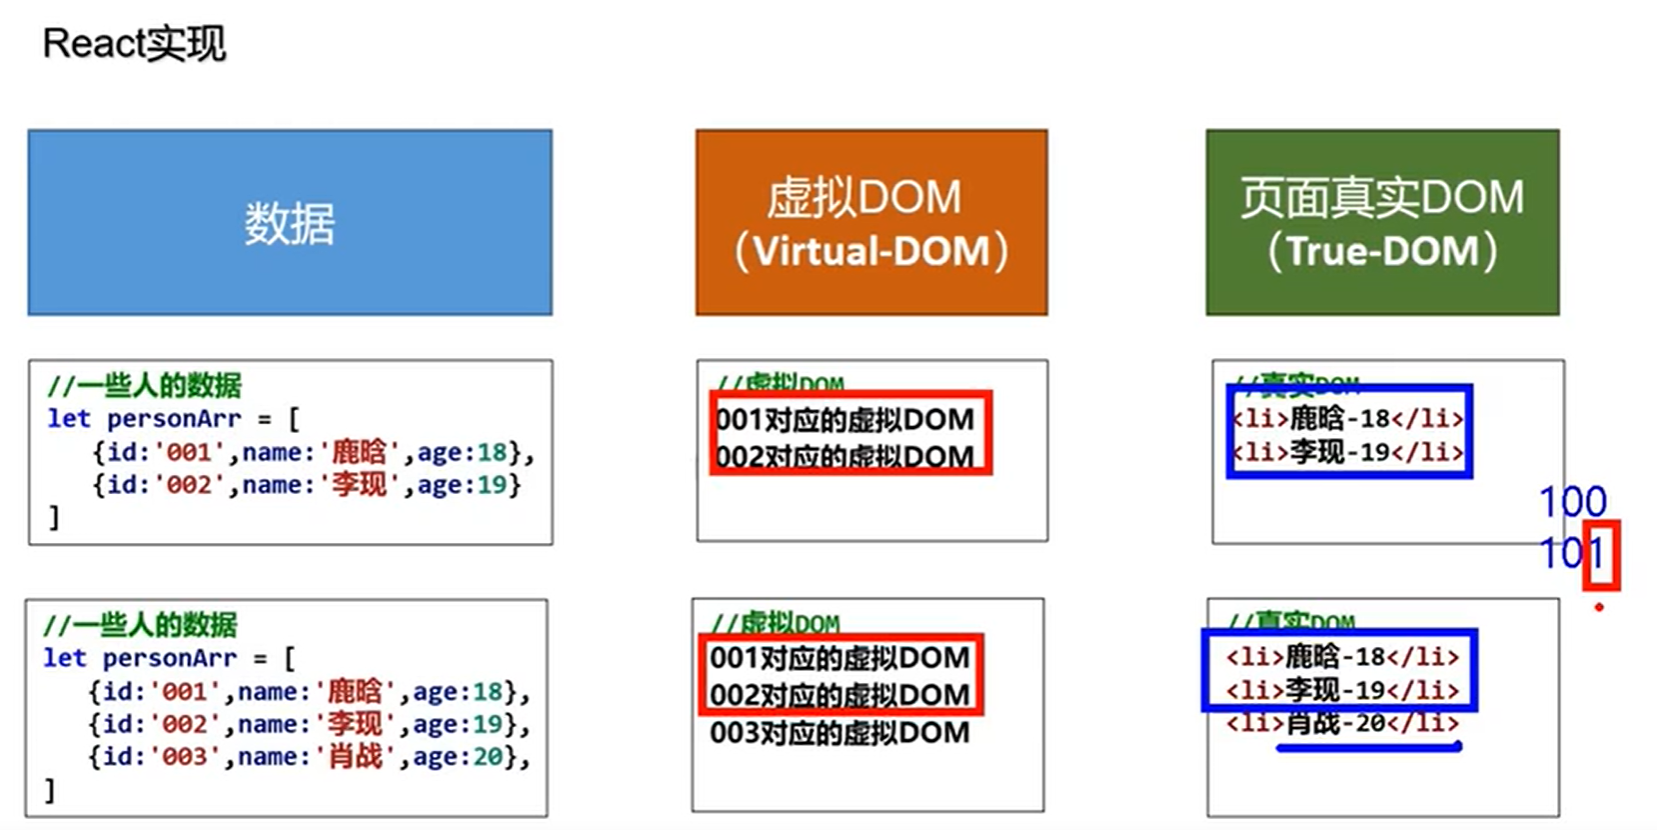 React实现
数据
虚拟DOM
（Virtual-DOM）
页面真实DOM
（True-DOM）
//一些人的数据
let personArr = [
{id:'001',name:'鹿晗',age:18},
{id:'002',name:'李现',age:19}
]
//虚拟DOM
001对应的虚拟DOM
002对应的虚拟DOM
//真实DOM
<li>鹿晗-18</li>
<li>李现-19</li>
100
101
//一些人的数据
let personArr = [
{id:'001',name:'鹿晗',age:18},
{id:'002',name:'李现',age:19},
{id:'003',name:'肖战',age:20},
]
//虚拟DOM
001对应的虚拟DOM
002对应的虚拟DOM
003对应的虚拟DOM
//真实DOM
<li>鹿晗-18</li>
<li>李现-19</li>
<li>肖战-20</li>